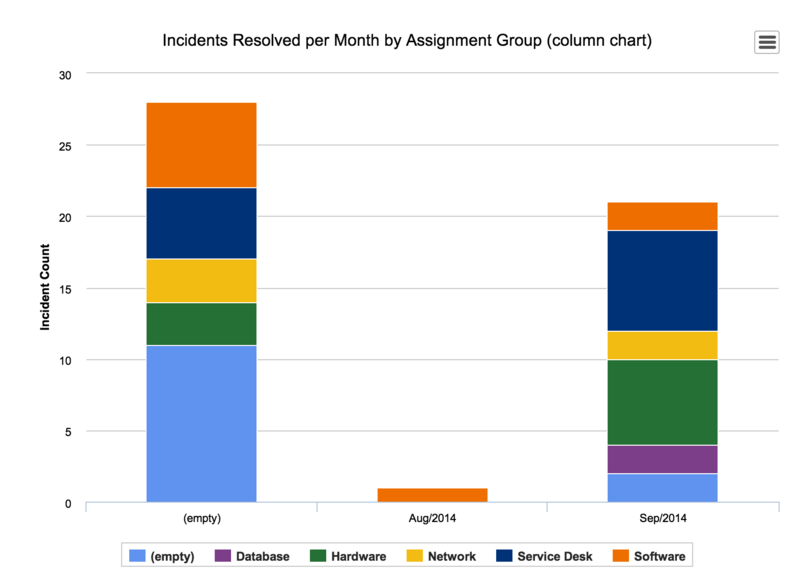 Incidents Resolved per Month by Assignment Group (column chart)
30
25
20
15
10
5
0
Incident Count
(empty)
Aug/2014
Sep/2014
(empty)
Database
Hardware
Network
Service Desk
Software